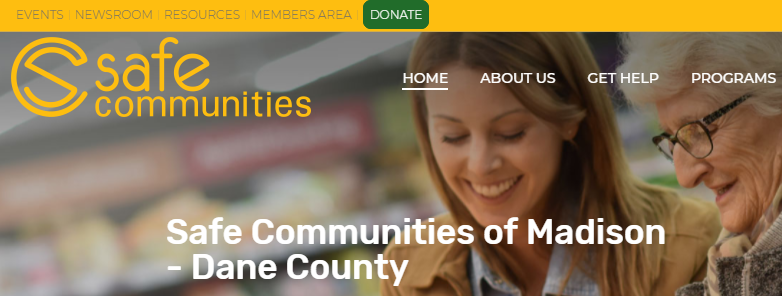 EVENTS | NEWSROOM | RESOURCES | MEMBERS AREA | DONATE
safe
communities
HOME ABOUT US GET HELP PROGRAMS
Safe Communities of Madison
- Dane County